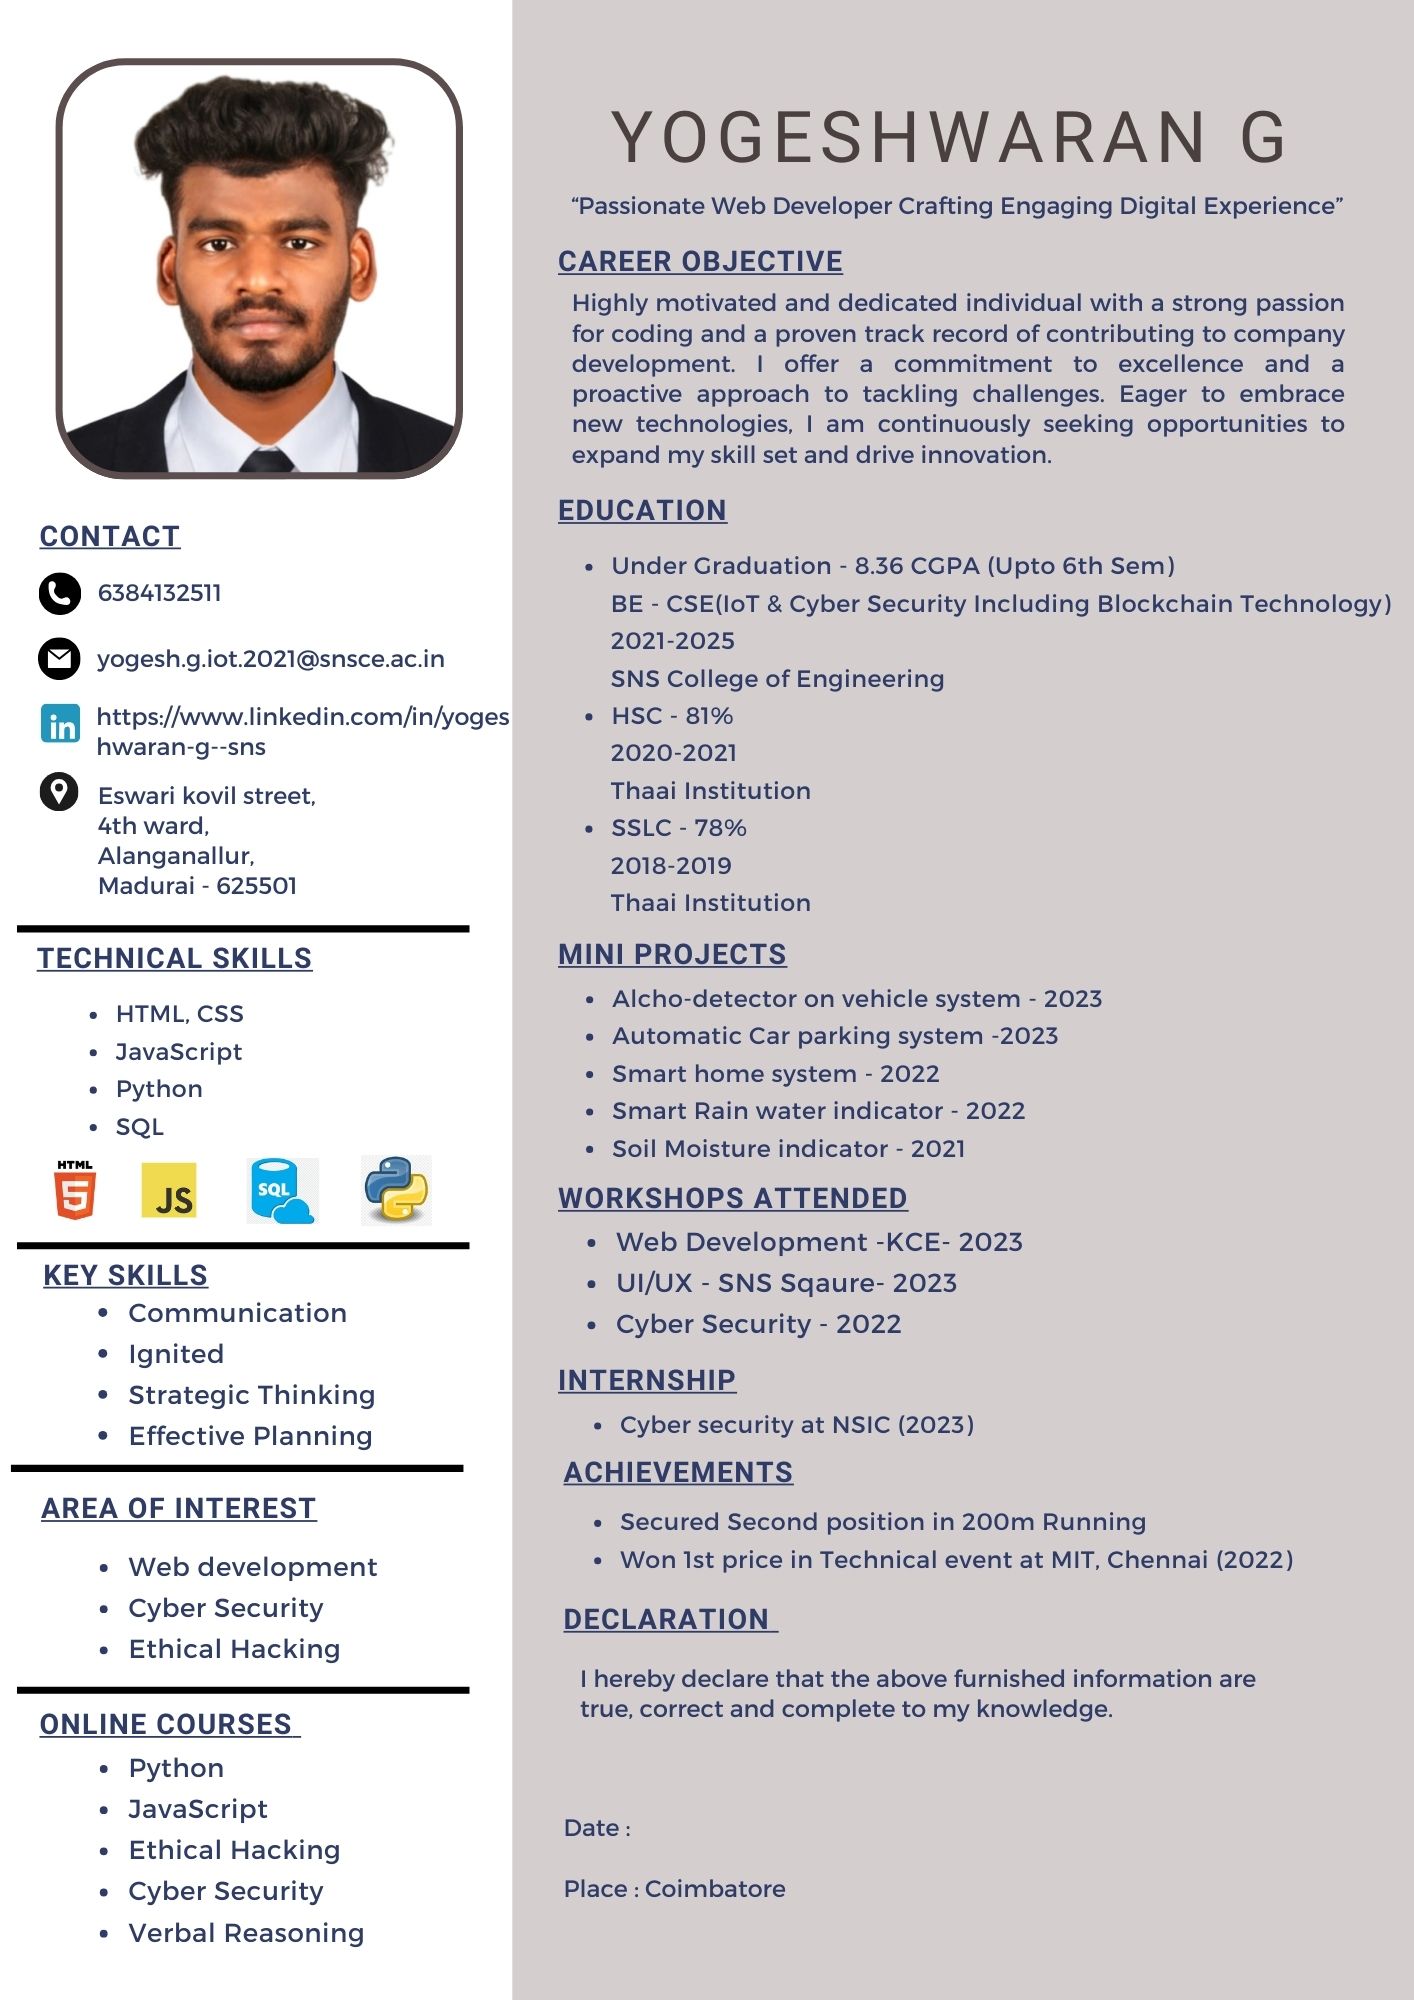 YOGESHWARAN G
“Passionate Web Developer Crafting Engaging Digital Experience”
CAREER OBJECTIVE
Highly motivated and dedicated individual with a strong passion
for coding and a proven track record of contributing to company
development. I offer a commitment to excellence and a
proactive approach to tackling challenges. Eager to embrace
new technologies, I am continuously seeking opportunities to
expand my skill set and drive innovation.
EDUCATION
• Under Graduation - 8.36 CGPA (Upto 6th Sem)
BE - CSE(IoT & Cyber Security Including Blockchain Technology)
2021-2025
SNS College of Engineering
• HSC - 81%
2020-2021
Thaai Institution
• SSLC - 78%
2018-2019
Thaai Institution
MINI PROJECTS
• Alcho-detector on vehicle system - 2023
• Automatic Car parking system -2023
• Smart home system - 2022
• Smart Rain water indicator - 2022
• Soil Moisture indicator - 2021
WORKSHOPS ATTENDED
• Web Development -KCE- 2023
• UI/UX - SNS Sqaure- 2023
• Cyber Security - 2022
INTERNSHIP
• Cyber security at NSIC (2023)
ACHIEVEMENTS
• Secured Second position in 200m Running
• Won 1st price in Technical event at MIT, Chennai (2022)
DECLARATION
I hereby declare that the above furnished information are
true, correct and complete to my knowledge.
Date :
Place : Coimbatore
CONTACT
6384132511
yogesh.g.iot.2021@snsce.ac.in
in
https://www.linkedin.com/in/yoges
hwaran-g--sns
Eswari kovil street,
4th ward,
Alanganallur,
Madurai - 625501
TECHNICAL SKILLS
• HTML, CSS
• JavaScript
• Python
• SQL
HTML
5
JS
SQL
KEY SKILLS
• Communication
• Ignited
• Strategic Thinking
• Effective Planning
AREA OF INTEREST
• Web development
• Cyber Security
• Ethical Hacking
ONLINE COURSES
• Python
• JavaScript
• Ethical Hacking
• Cyber Security
• Verbal Reasoning